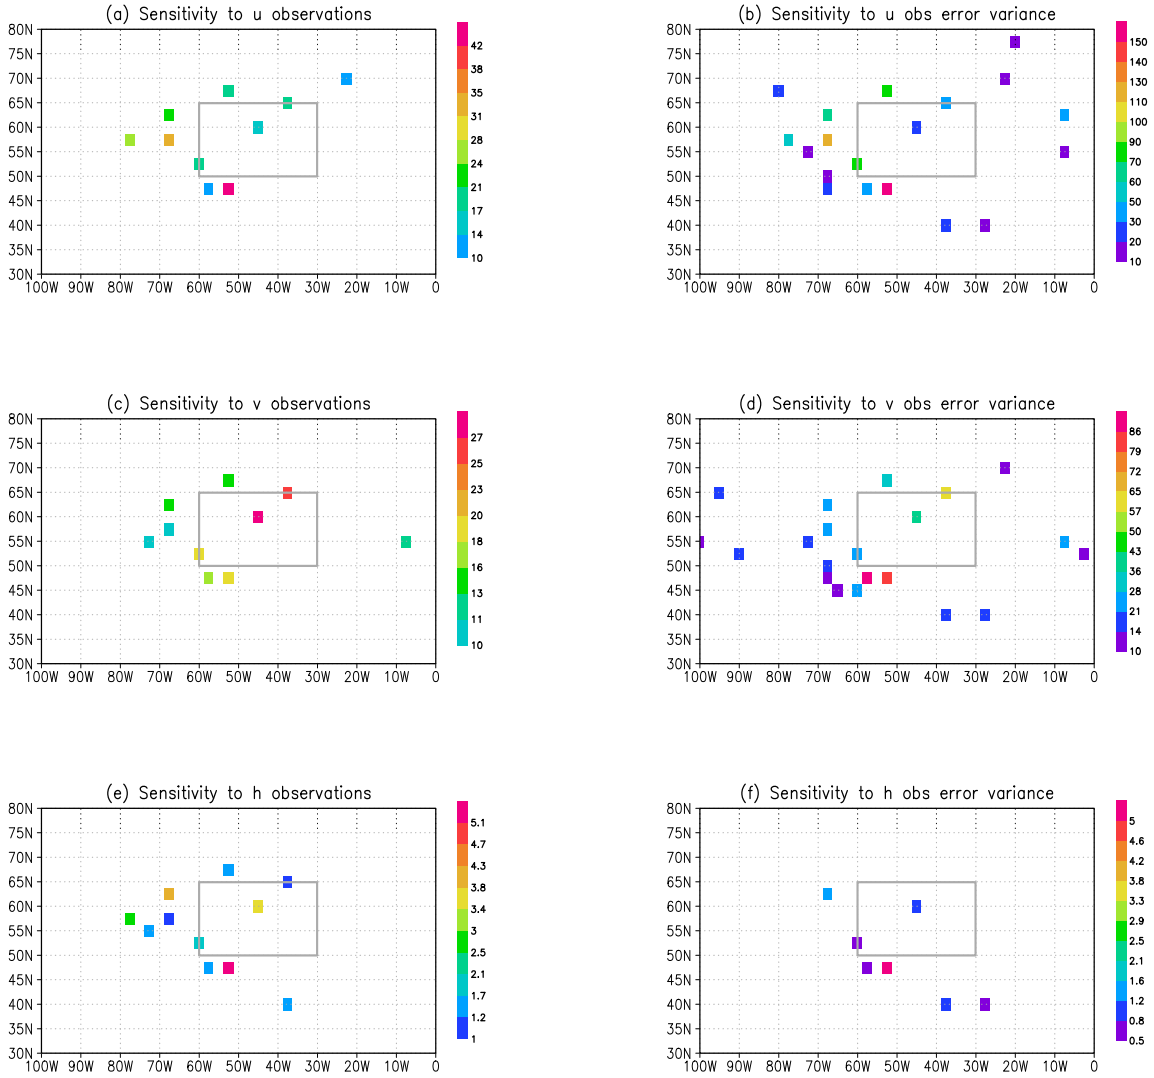 (a) Sensitivity to u observations
80N
75N
70N
65N
60N
55N
50N
45N
40N
35N
30N
100W 90W 80W 70W 60W 50W 40W 30W 20W 10W 0
42
38
35
31
28
24
21
17
14
10
(b) Sensitivity to u obs error variance
80N
75N
70N
65N
60N
55N
50N
45N
40N
35N
30N
100W 90W 80W 70W 60W 50W 40W 30W 20W 10W 0
150
140
130
110
100
90
70
60
50
30
20
10
(c) Sensitivity to v observations
80N
75N
70N
65N
60N
55N
50N
45N
40N
35N
30N
100W 90W 80W 70W 60W 50W 40W 30W 20W 10W 0
27
25
23
20
18
16
13
11
10
(d) Sensitivity to v obs error variance
80N
75N
70N
65N
60N
55N
50N
45N
40N
35N
30N
100W 90W 80W 70W 60W 50W 40W 30W 20W 10W 0
86
79
72
65
57
50
43
36
28
21
14
10
(e) Sensitivity to h observations
80N
75N
70N
65N
60N
55N
50N
45N
40N
35N
30N
100W 90W 80W 70W 60W 50W 40W 30W 20W 10W 0
5.1
4.7
4.3
3.8
3.4
3
2.5
2.1
1.7
1.2
1
(f) Sensitivity to h obs error variance
80N
75N
70N
65N
60N
55N
50N
45N
40N
35N
30N
100W 90W 80W 70W 60W 50W 40W 30W 20W 10W 0
5
4.6
4.2
3.8
3.3
2.9
2.5
2.1
1.6
1.2
0.8
0.5